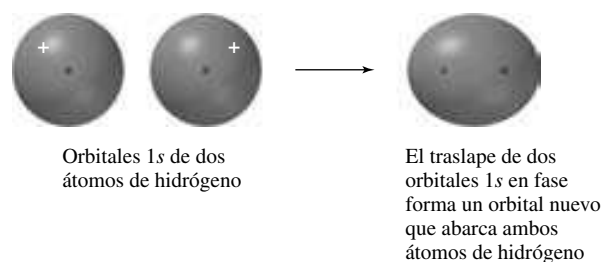 + +
Orbitales 1s de dos
átomos de hidrógeno
El traslape de dos
orbitales 1s en fase
forma un orbital nuevo
que abarca ambos
átomos de hidrógeno